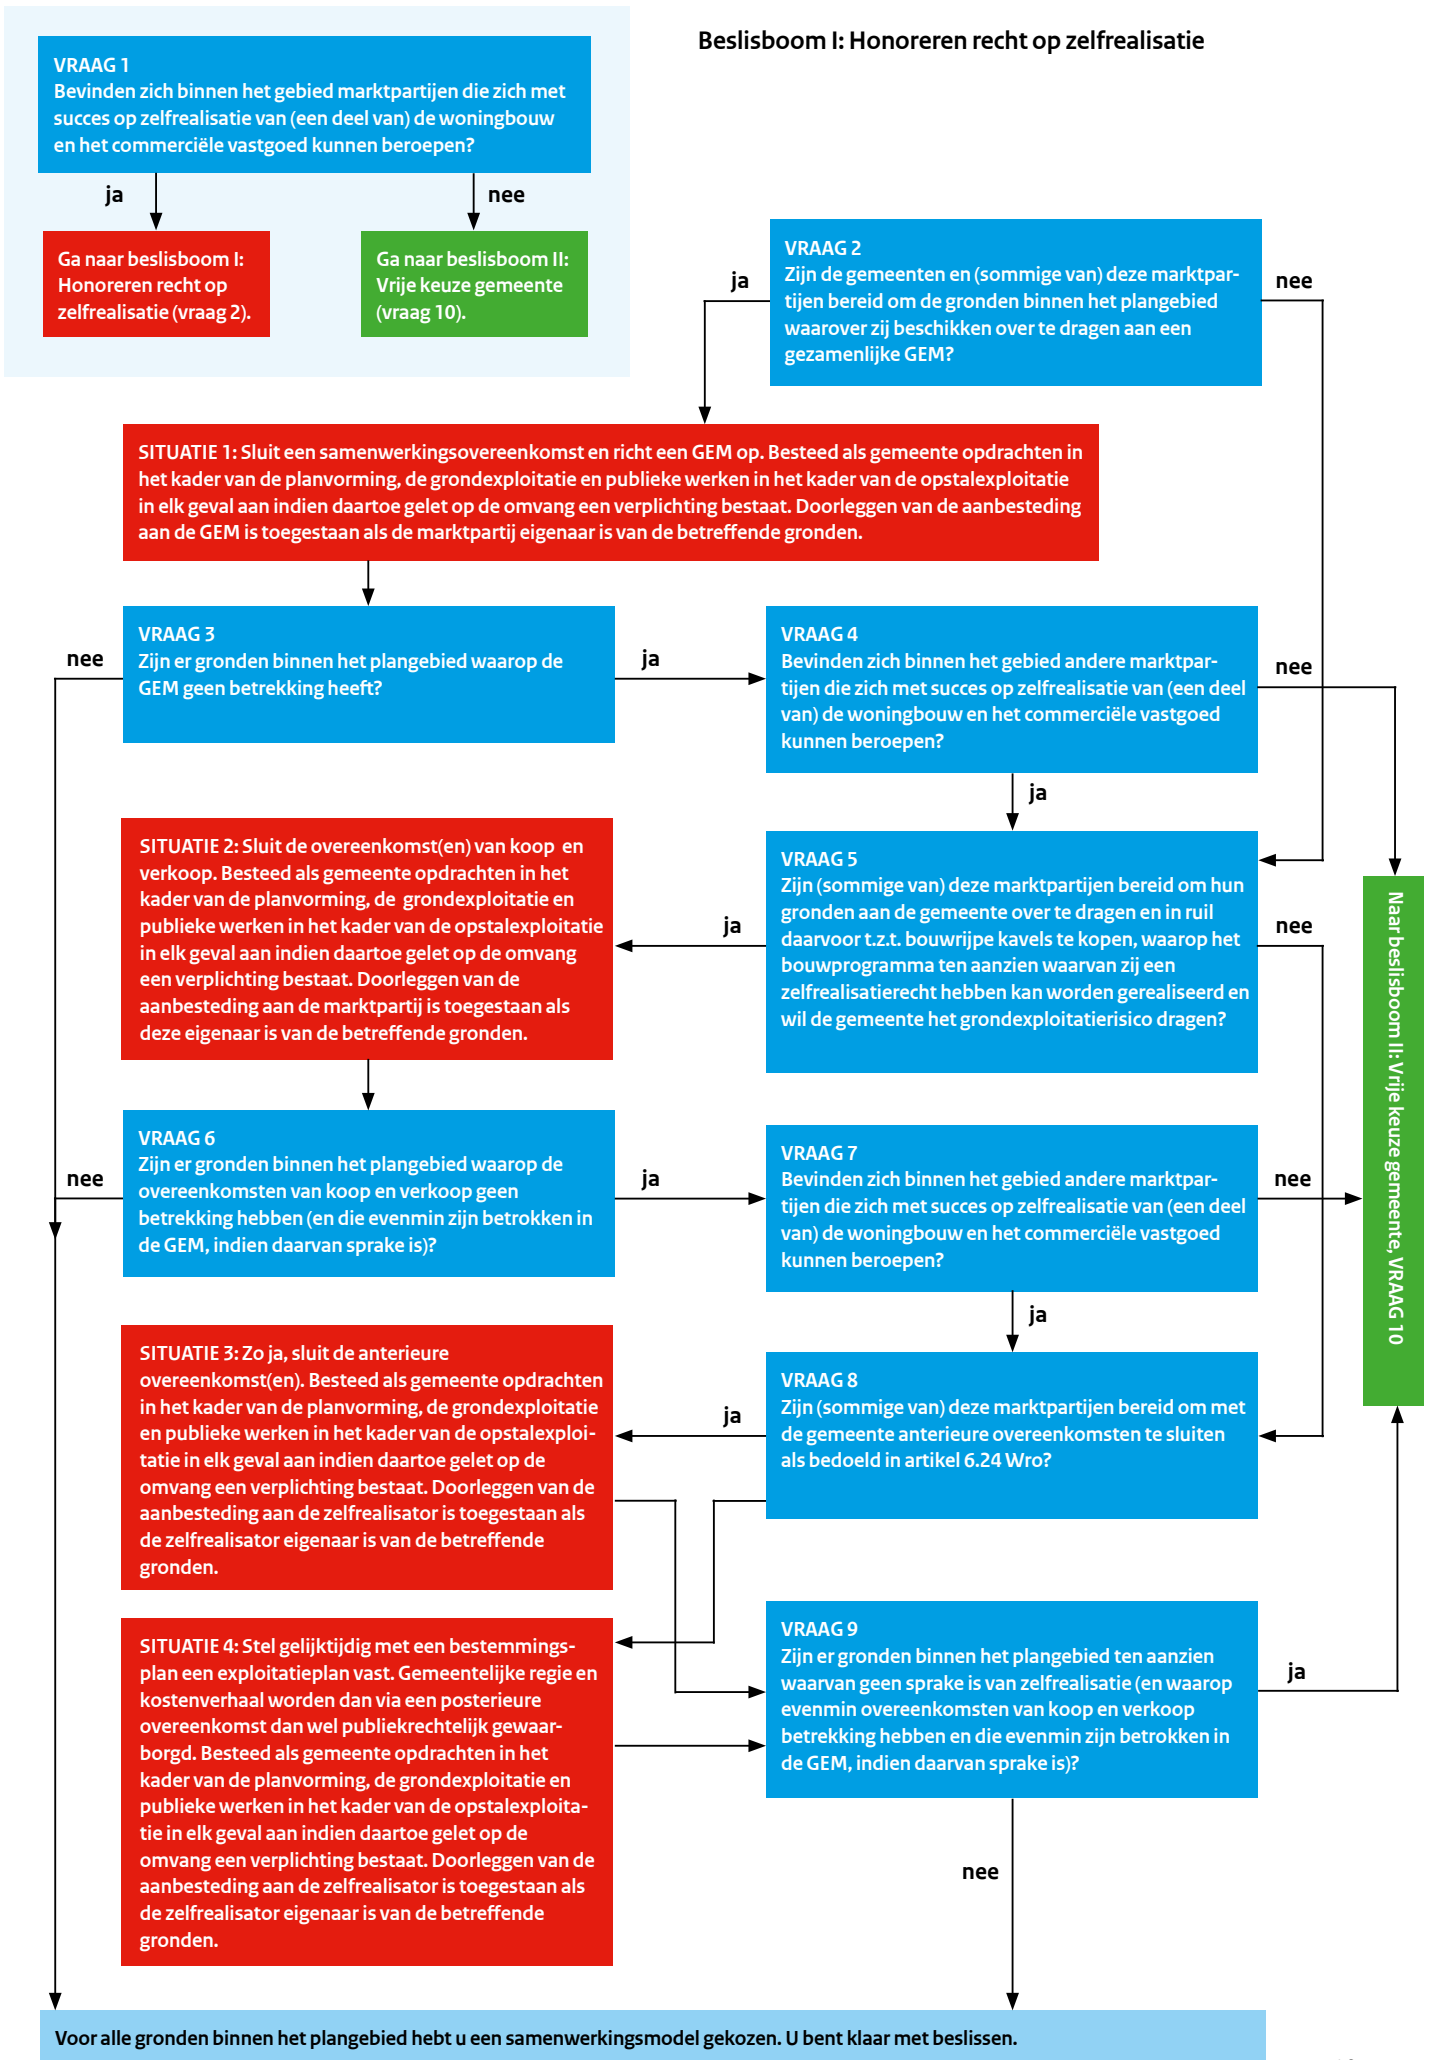 Beslisboom I: Honoreren recht op zelfrealisatie
VRAAG 1
Bevinden zich binnen het gebied marktpartijen die zich met
succes op zelfrealisatie van (een deel van) de woningbouw
en het commerciële vastgoed kunnen beroepen?
ja
nee
Ga naar beslisboom I:
Honoreren recht op
zelfrealisatie (vraag 2).
Ga naar beslisboom II:
Vrije keuze gemeente
(vraag 10).
VRAAG 2
Zijn de gemeenten en (sommige van) deze marktpar-
tijen bereid om de gronden binnen het plangebied
waarover zij beschikken over te dragen aan een
gezamenlijke GEM?
ja
nee
SITUATIE 1: Sluit een samenwerkingsovereenkomst en richt een GEM op. Besteed als gemeente opdrachten in
het kader van de planvorming, de grondexploitatie en publieke werken in het kader van de opstalexploitatie
in elk geval aan indien daartoe gelet op de omvang een verplichting bestaat. Doorleggen van de aanbesteding
aan de GEM is toegestaan als de marktpartij eigenaar is van de betreffende gronden.
VRAAG 3
Zijn er gronden binnen het plangebied waarop de
GEM geen betrekking heeft?
nee
ja
VRAAG 4
Bevinden zich binnen het gebied andere marktpar-
tijen die zich met succes op zelfrealisatie van (een deel
van) de woningbouw en het commerciële vastgoed
kunnen beroepen?
nee
ja
SITUATIE 2: Sluit de overeenkomst(en) van koop en
verkoop. Besteed als gemeente opdrachten in het
kader van de planvorming, de grondexploitatie en
publieke werken in het kader van de opstalexploitatie
in elk geval aan indien daartoe gelet op de omvang
een verplichting bestaat. Doorleggen van de
aanbesteding aan de marktpartij is toegestaan als
deze eigenaar is van de betreffende gronden.
VRAAG 5
Zijn (sommige van) deze marktpartijen bereid om hun
gronden aan de gemeente over te dragen en in ruil
daarvoor t.z.t. bouwrijpe kavels te kopen, waarop het
bouwprogramma ten aanzien waarvan zij een
zelfrealisatierecht hebben kan worden gerealiseerd en
wil de gemeente het grondexploitatierisico dragen?
ja
nee
Naar beslisboom II: Vrije keuze gemeente, VRAAG 10
VRAAG 6
Zijn er gronden binnen het plangebied waarop de
overeenkomsten van koop en verkoop geen
betrekking hebben (en die evenmin zijn betrokken in
de GEM, indien daarvan sprake is)?
nee
ja
VRAAG 7
Bevinden zich binnen het gebied andere marktpar-
tijen die zich met succes op zelfrealisatie van (een deel
van) de woningbouw en het commerciële vastgoed
kunnen beroepen?
nee
ja
SITUATIE 3: Zo ja, sluit de anterieure
overeenkomst(en). Besteed als gemeente opdrachten
in het kader van de planvorming, de grondexploitatie
en publieke werken in het kader van de opstalexploi-
tatie in elk geval aan indien daartoe gelet op de
omvang een verplichting bestaat. Doorleggen van de
aanbesteding aan de zelfrealisator is toegestaan als
de zelfrealisator eigenaar is van de betreffende
gronden.
VRAAG 8
Zijn (sommige van) deze marktpartijen bereid om met
de gemeente anterieure overeenkomsten te sluiten
als bedoeld in artikel 6.24 Wro?
ja
SITUATIE 4: Stel gelijktijdig met een bestemmings-
plan een exploitatieplan vast. Gemeentelijke regie en
kostenverhaal worden dan via een posterieure
overeenkomst dan wel publiekrechtelijk gewaar-
borgd. Besteed als gemeente opdrachten in het
kader van de planvorming, de grondexploitatie en
publieke werken in het kader van de opstalexploita-
tie in elk geval aan indien daartoe gelet op de
omvang een verplichting bestaat. Doorleggen van de
aanbesteding aan de zelfrealisator is toegestaan als
de zelfrealisator eigenaar is van de betreffende
gronden.
VRAAG 9
Zijn er gronden binnen het plangebied ten aanzien
waarvan geen sprake is van zelfrealisatie (en waarop
evenmin overeenkomsten van koop en verkoop
betrekking hebben en die evenmin zijn betrokken in
de GEM, indien daarvan sprake is)?
ja
nee
Voor alle gronden binnen het plangebied hebt u een samenwerkingsmodel gekozen. U bent klaar met beslissen.